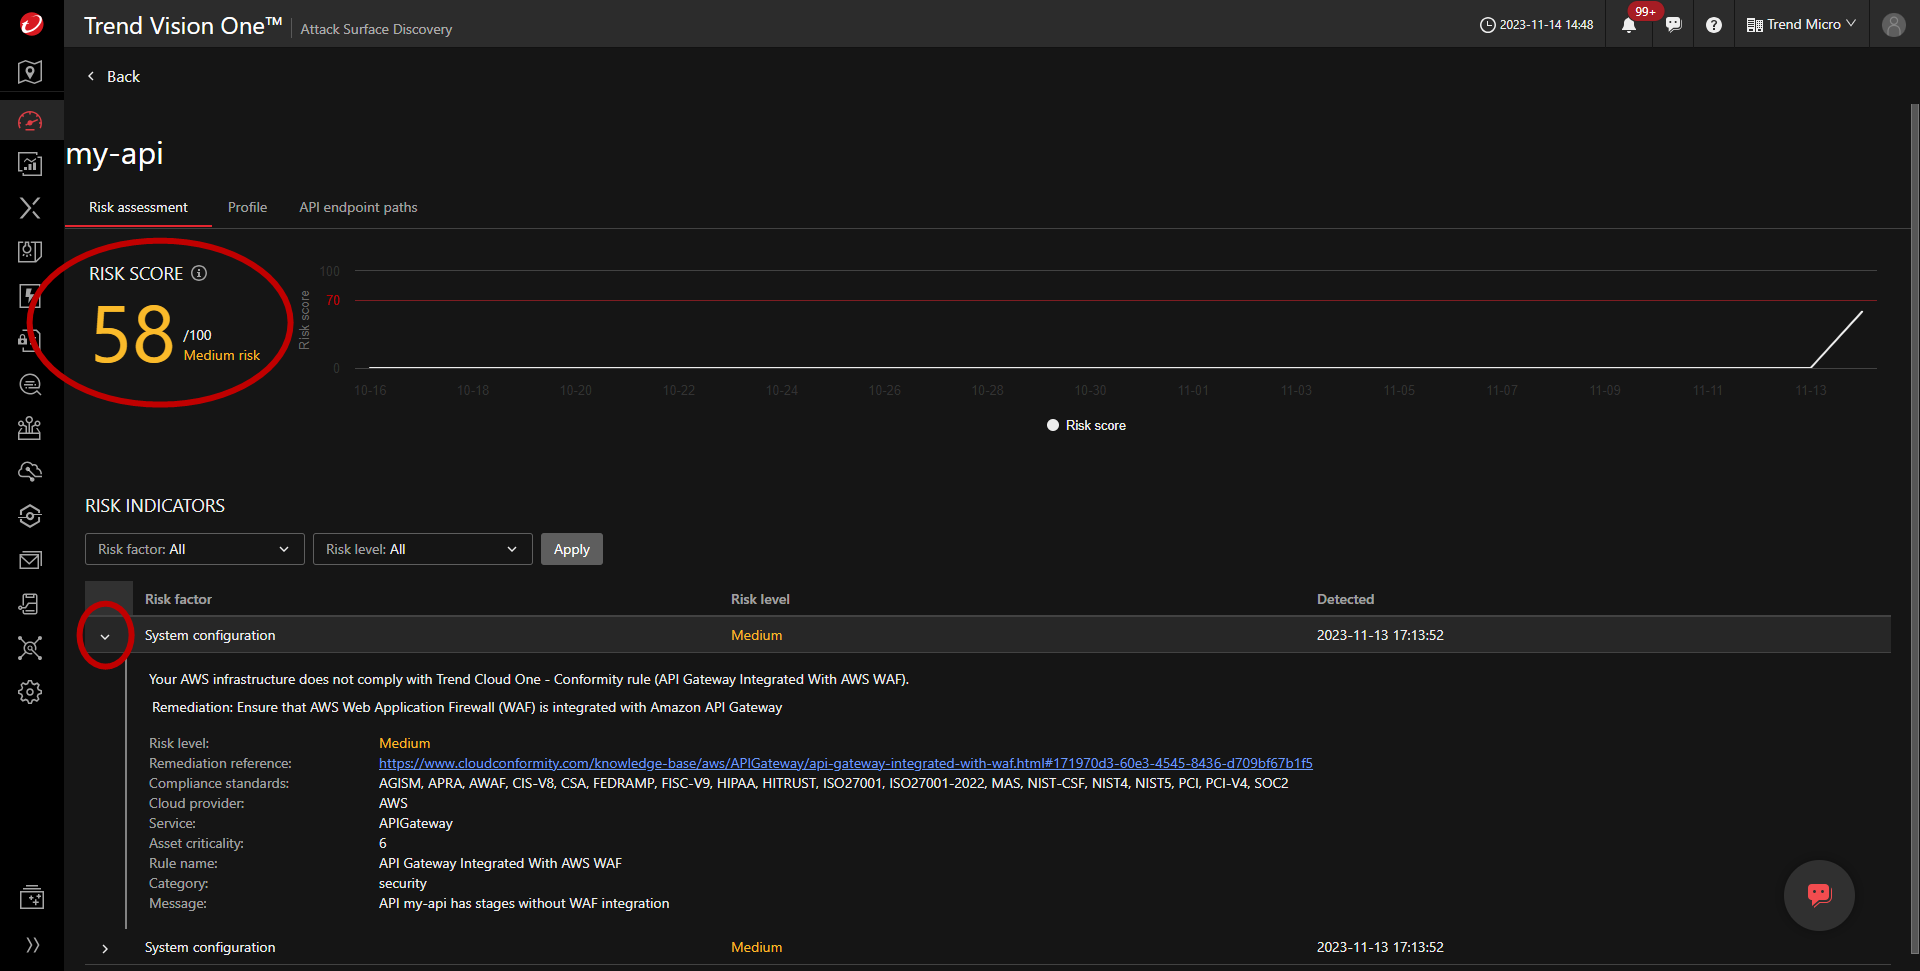 Trend Vision One™ Attack Surface Discovery
2023-11-14 14:48
99+
Trend Micro
Back
my-api
Risk assessment Profile API endpoint paths
RISK SCORE
58 /100
Medium risk
Risk score
100
70
0
10-16 10-18 10-20 10-22 10-24 10-26 10-28 10-30 11-01 11-03 11-05 11-07 11-09 11-11 11-13
Risk score
RISK INDICATORS
Risk factor: All Risk level: All Apply
Risk factor Risk level Detected
System configuration Medium 2023-11-13 17:13:52
Your AWS infrastructure does not comply with Trend Cloud One - Conformity rule (API Gateway Integrated With AWS WAF).
Remediation: Ensure that AWS Web Application Firewall (WAF) is integrated with Amazon API Gateway
Risk level: Medium
Remediation reference: https://www.cloudconformity.com/knowledge-base/aws/APIGateway/api-gateway-integrated-with-waf.html#171970d3-60e3-4545-8436-d709bf67b1f5
Compliance standards: AGISM, APRA, AWAF, CIS-V8, CSA, FEDRAMP, FISC-V9, HIPAA, HITRUST, ISO27001, ISO27001-2022, MAS, NIST-CSF, NIST4, NIST5, PCI, PCI-V4, SOC2
Cloud provider: AWS
Service: APIGateway
Asset criticality: 6
Rule name: API Gateway Integrated With AWS WAF
Category: security
Message: API my-api has stages without WAF integration
System configuration Medium 2023-11-13 17:13:52